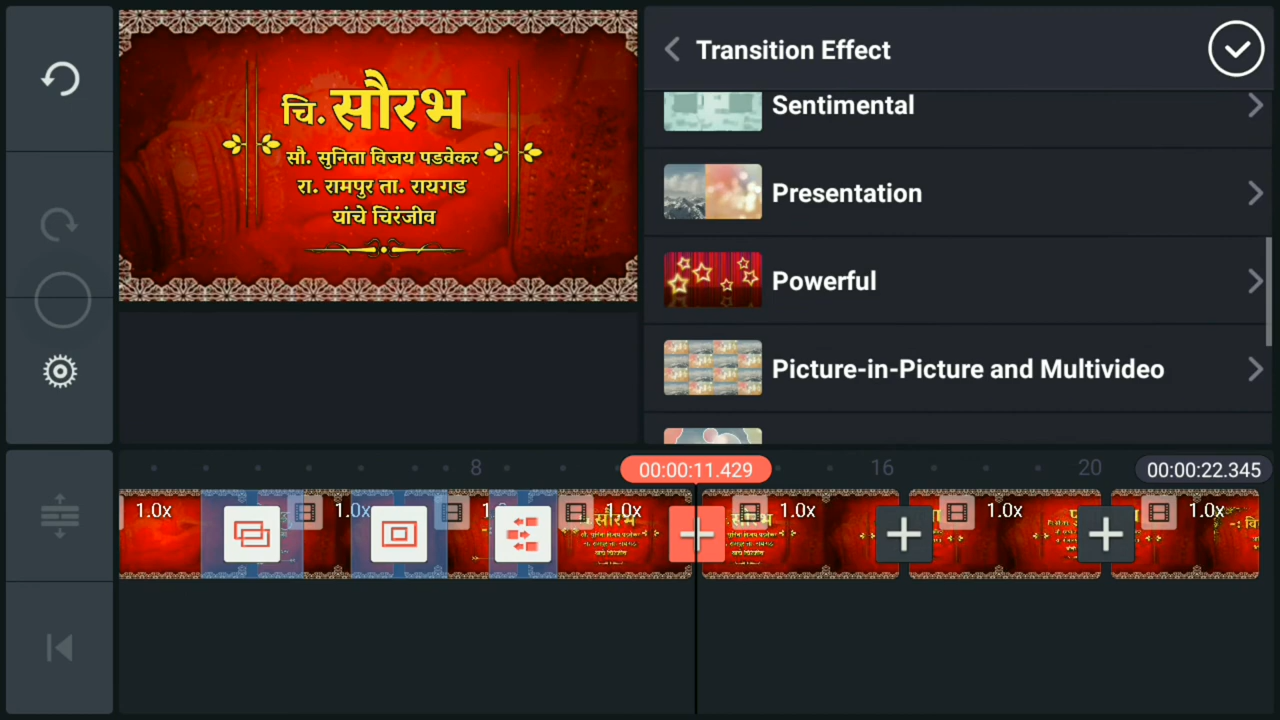 Transition Effect
Sentimental
Presentation
Powerful
Picture-in-Picture and Multivideo
चि. सौरभ
सौ. सुनिता विजय पडवेकर
रा. रामपुर ता. रायगड
यांचे चिरंजीव
8
00:00:11.429
16
20
00:00:22.345
1.0x
1.0x
1.0x
1.0x
1.0x
1.0x